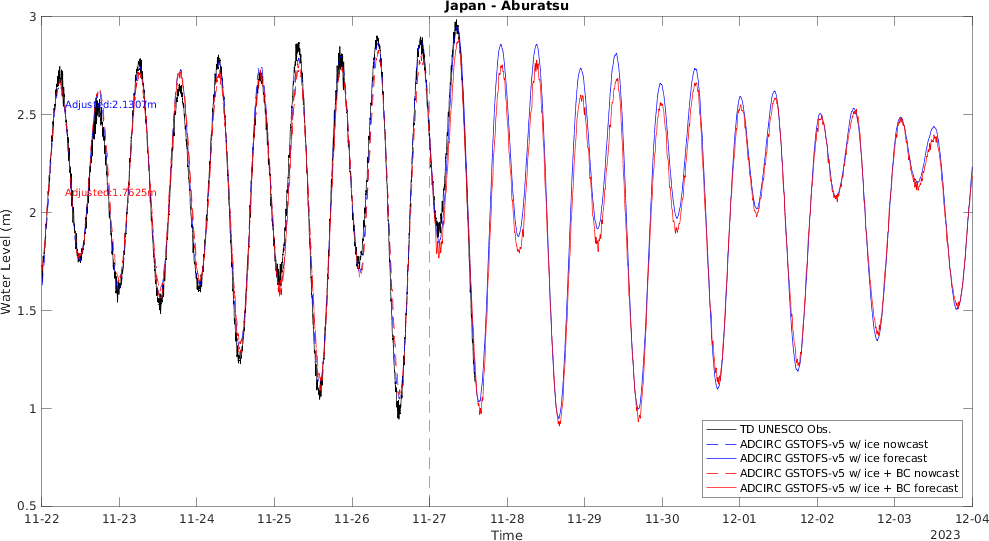 Japan - Aburatsu
3
2.5
2
1.5
1
0.5
Water Level (m)
Adjusted:2.1307m
Adjusted:1.7625m
TD UNESCO Obs.
ADCIRC GSTOFS-v5 w/ ice nowcast
ADCIRC GSTOFS-v5 w/ ice forecast
ADCIRC GSTOFS-v5 w/ ice + BC nowcast
ADCIRC GSTOFS-v5 w/ ice + BC forecast
11-22 11-23 11-24 11-25 11-26 11-27 11-28 11-29 11-30 12-01 12-02 12-03 12-04
Time
2023